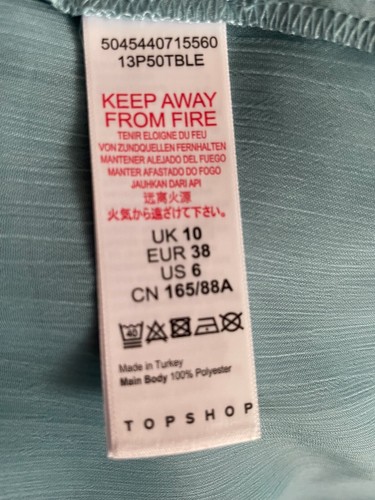 5045440715560
13P50TBLE
KEEP AWAY
FROM FIRE
TENIR ELOIGNE DU FEU
VON ZUNDQUELLEN FERNHALTEN
MANTENER ALEJADO DEL FUEGO
MANTER AFASTADO DO FOGO
JAUHKAN DARI API
远离火源
火気から遠ざけて下さい。
UK 10
EUR 38
US 6
CN 165/88A
40
Made in Turkey
Main Body 100% Polyester
TOPSHOP